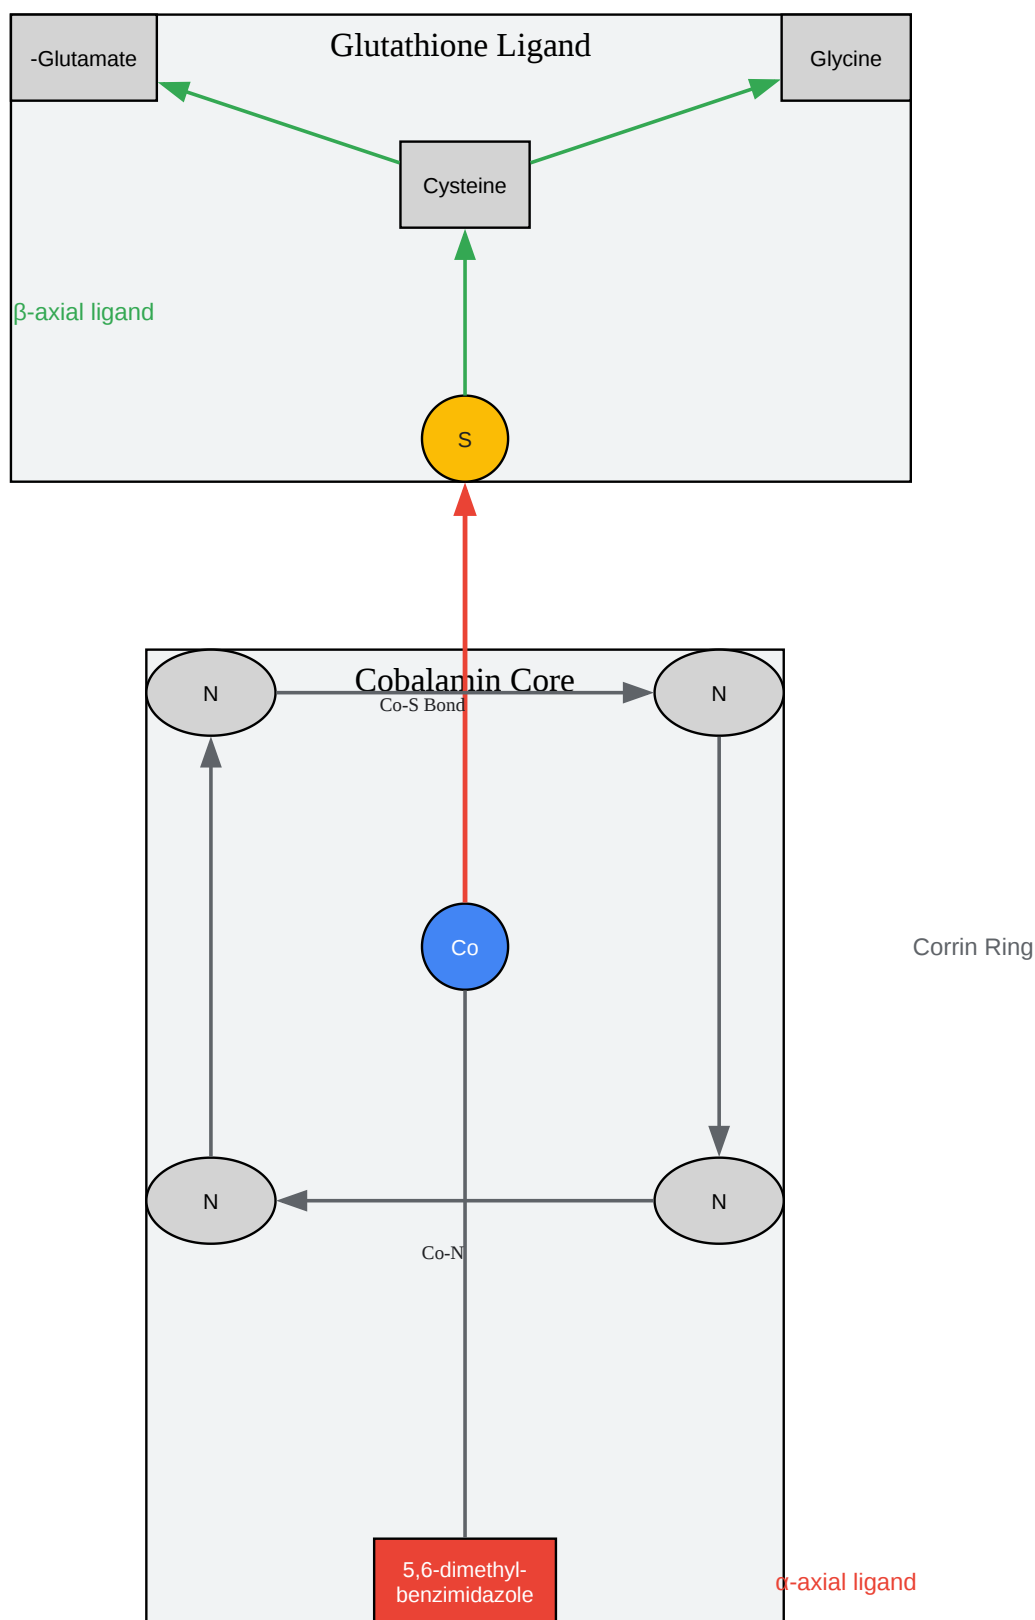 Glutathione Ligand
-Glutamate
Glycine
Cysteine
β-axial ligand
S
Cobalamin Core
N
N
Co-S Bond
Co
Corrin Ring
N
N
Co-N
5,6-dimethyl-
benzimidazole
α-axial ligand